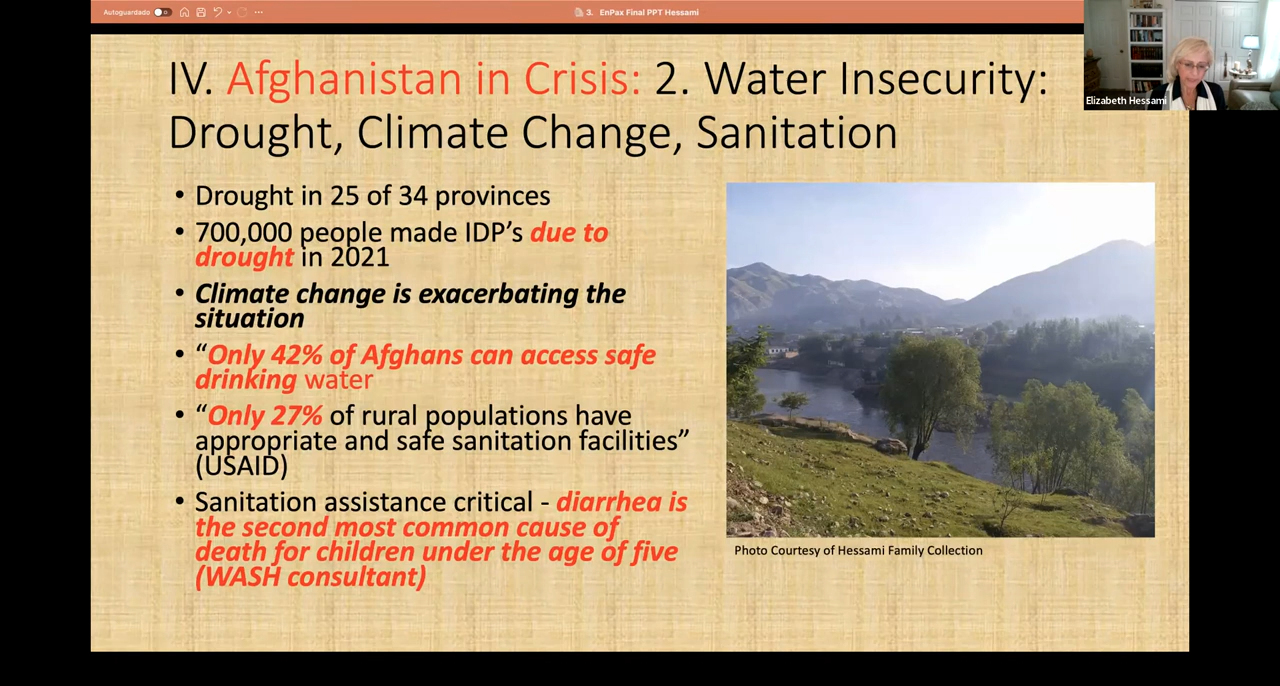 Autoguardado
3. EnPax Final PPT Hessami
Elizabeth Hessami
IV. Afghanistan in Crisis: 2. Water Insecurity:
Drought, Climate Change, Sanitation
• Drought in 25 of 34 provinces
• 700,000 people made IDP’s due to
drought in 2021
• Climate change is exacerbating the
situation
• “Only 42% of Afghans can access safe
drinking water
• “Only 27% of rural populations have
appropriate and safe sanitation facilities”
(USAID)
• Sanitation assistance critical - diarrhea is
the second most common cause of
death for children under the age of five
(WASH consultant)
Photo Courtesy of Hessami Family Collection